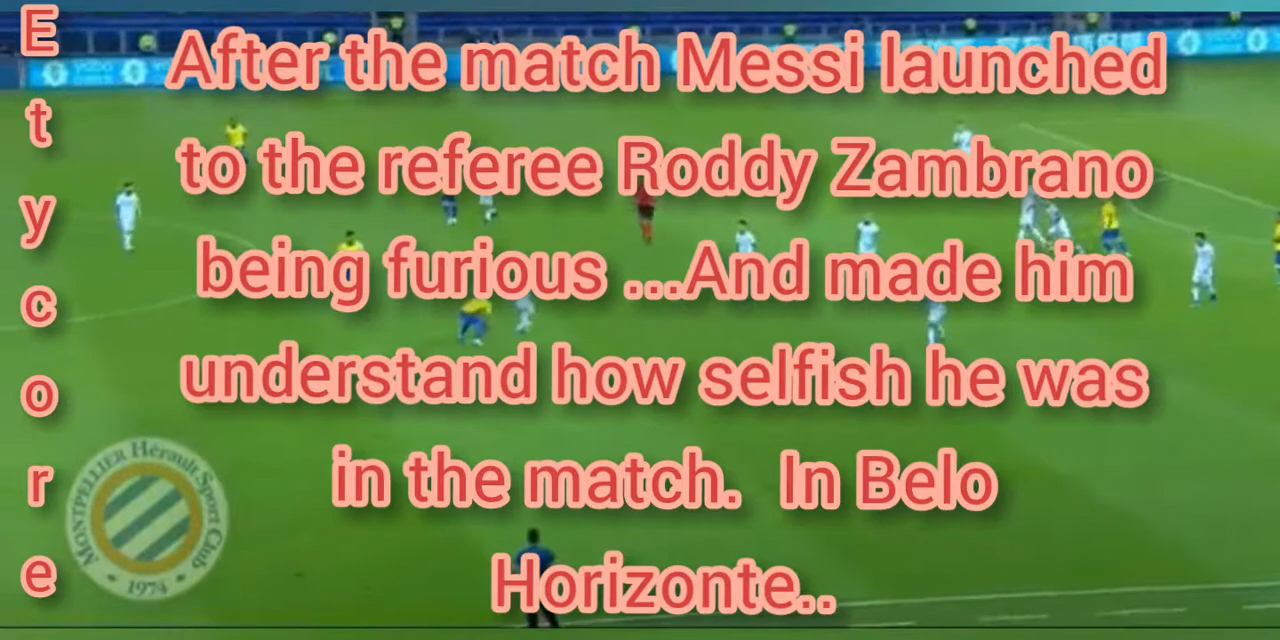 After the match Messi launched
to the referee Roddy Zambrano
being furious ...And made him
understand how selfish he was
in the match. In Belo
Horizonte..
Etycore
MONTPELLIER Hérault Sport Club
1974